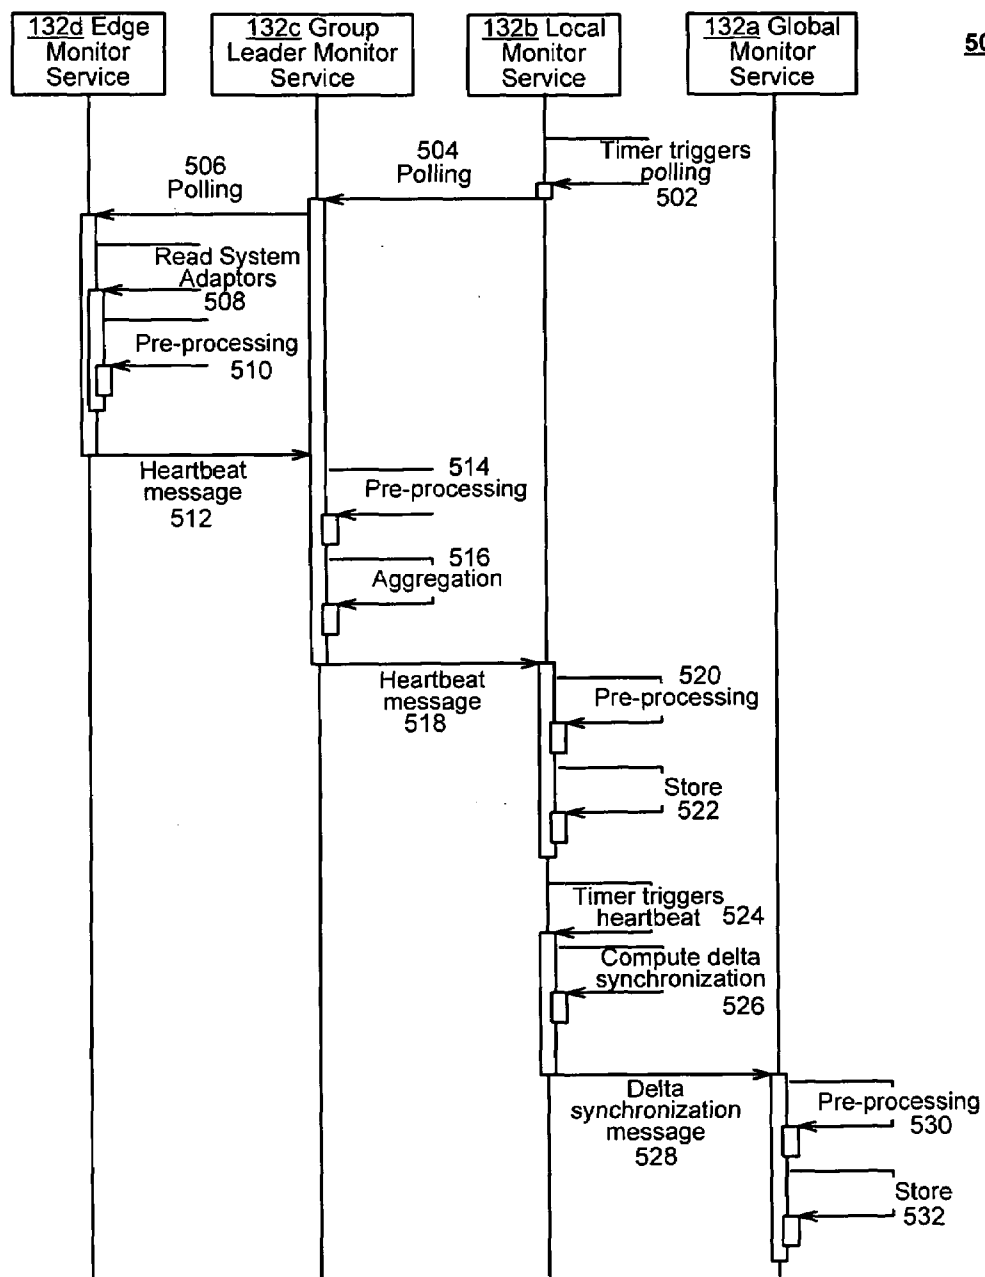 132d Edge
Monitor
Service
132c Group
Leader Monitor
Service
132b Local
Monitor
Service
132a Global
Monitor
Service
Timer triggers
polling
502
504
Polling
506
Polling
Read System
Adaptors
508
Pre-processing
510
Heartbeat
message
512
514
Pre-processing
516
Aggregation
Heartbeat
message
518
520
Pre-processing
Store
522
Timer triggers
heartbeat 524
Compute delta
synchronization
526
Delta
synchronization
message
528
Pre-processing
530
Store
532